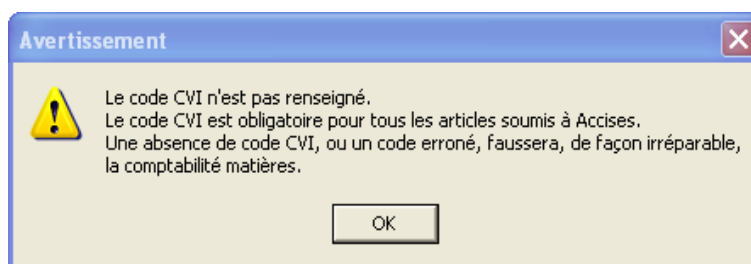 Avertissement
Le code CVI n'est pas renseigné.
Le code CVI est obligatoire pour tous les articles soumis à Accises.
Une absence de code CVI, ou un code erroné, faussera, de façon irréparable,
la comptabilité matières.
OK